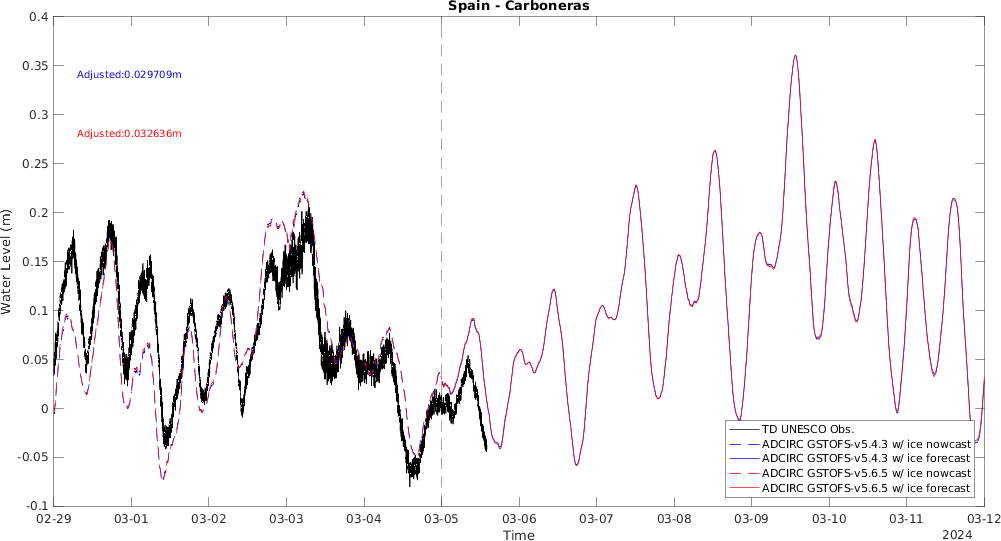 Spain - Carboneras
0.4
0.35
0.3
0.25
0.2
0.15
0.1
0.05
0
-0.05
-0.1
Water Level (m)
Adjusted:0.029709m
Adjusted:0.032636m
TD UNESCO Obs.
ADCIRC GSTOFS-v5.4.3 w/ ice nowcast
ADCIRC GSTOFS-v5.4.3 w/ ice forecast
ADCIRC GSTOFS-v5.6.5 w/ ice nowcast
ADCIRC GSTOFS-v5.6.5 w/ ice forecast
02-29 03-01 03-02 03-03 03-04 03-05 03-06 03-07 03-08 03-09 03-10 03-11 03-12
Time
2024